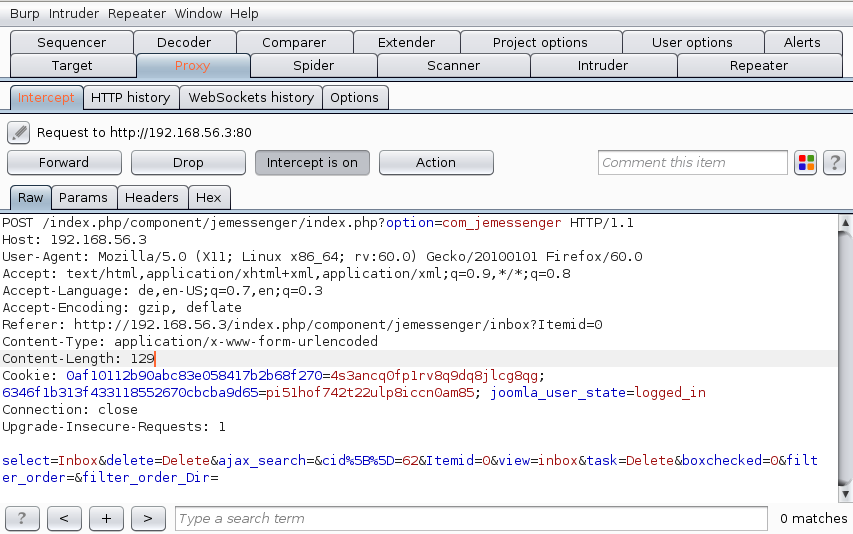 Burp Intruder Repeater Window Help
Sequencer Decoder Comparer Extender Project options User options Alerts
Target Proxy Spider Scanner Intruder Repeater
Intercept HTTP history WebSockets history Options
Request to http://192.168.56.3:80
Forward Drop Intercept is on Action Comment this item ?
Raw Params Headers Hex
POST /index.php/component/jemessenger/index.php?option=com_jemessenger HTTP/1.1
Host: 192.168.56.3
User-Agent: Mozilla/5.0 (X11; Linux x86_64; rv:60.0) Gecko/20100101 Firefox/60.0
Accept: text/html,application/xhtml+xml,application/xml;q=0.9,*/*;q=0.8
Accept-Language: de,en-US;q=0.7,en;q=0.3
Accept-Encoding: gzip, deflate
Referer: http://192.168.56.3/index.php/component/jemessenger/inbox?Itemid=0
Content-Type: application/x-www-form-urlencoded
Content-Length: 129
Cookie: 0af10112b90abc83e058417b2b68f270=4s3ancq0fp1rv8q9dq8jlcg8qg;
6346f1b313f433118552670cbcba9d65=pi51hof742t22ulp8iccn0am85; joomla_user_state=logged_in
Connection: close
Upgrade-Insecure-Requests: 1
select=Inbox&delete=Delete&ajax_search=&cid%5B%5D=62&Itemid=0&view=inbox&task=Delete&boxchecked=0&filt
er_order=&filter_order_Dir=
? < + > Type a search term 0 matches